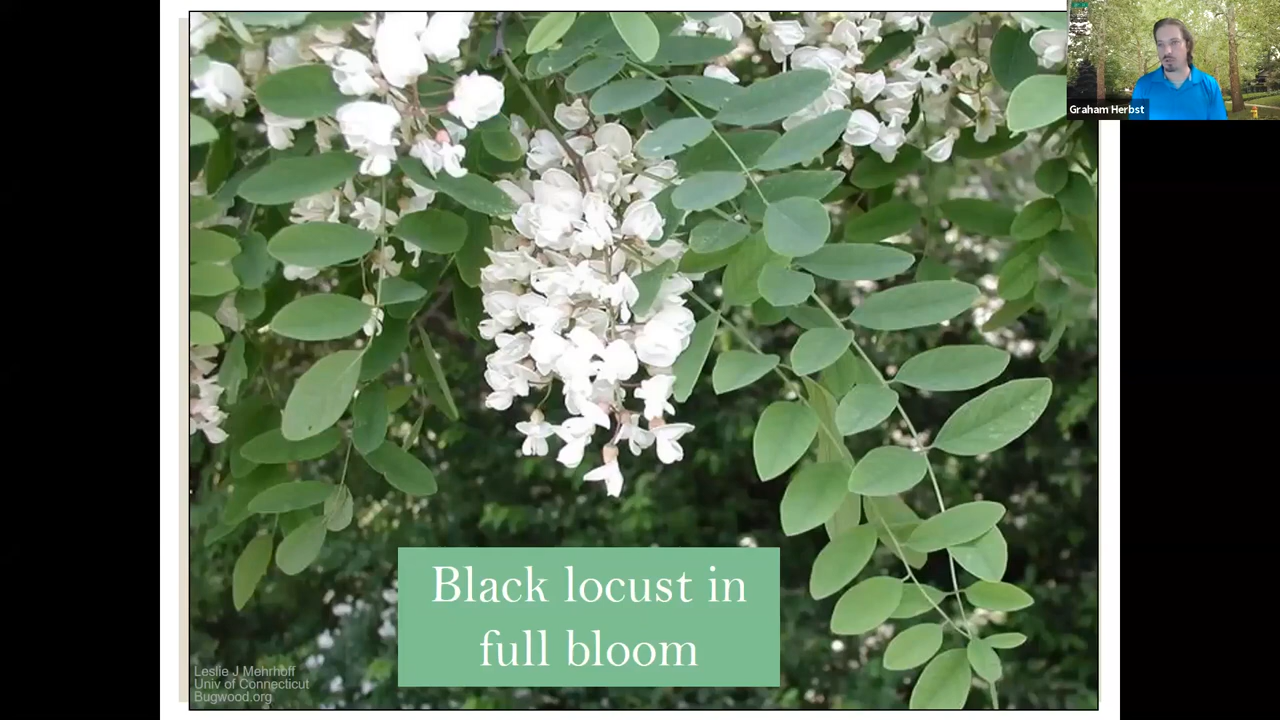 Graham Herbst
Black locust in
full bloom
Leslie J Mehrhoff
Univ of Connecticut
Bugwood.org